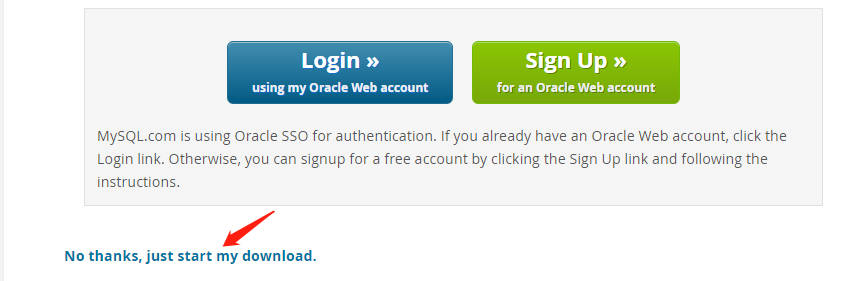 Login »
using my Oracle Web account
Sign Up »
for an Oracle Web account
MySQL.com is using Oracle SSO for authentication. If you already have an Oracle Web account, click the
Login link. Otherwise, you can signup for a free account by clicking the Sign Up link and following the
instructions.
No thanks, just start my download.